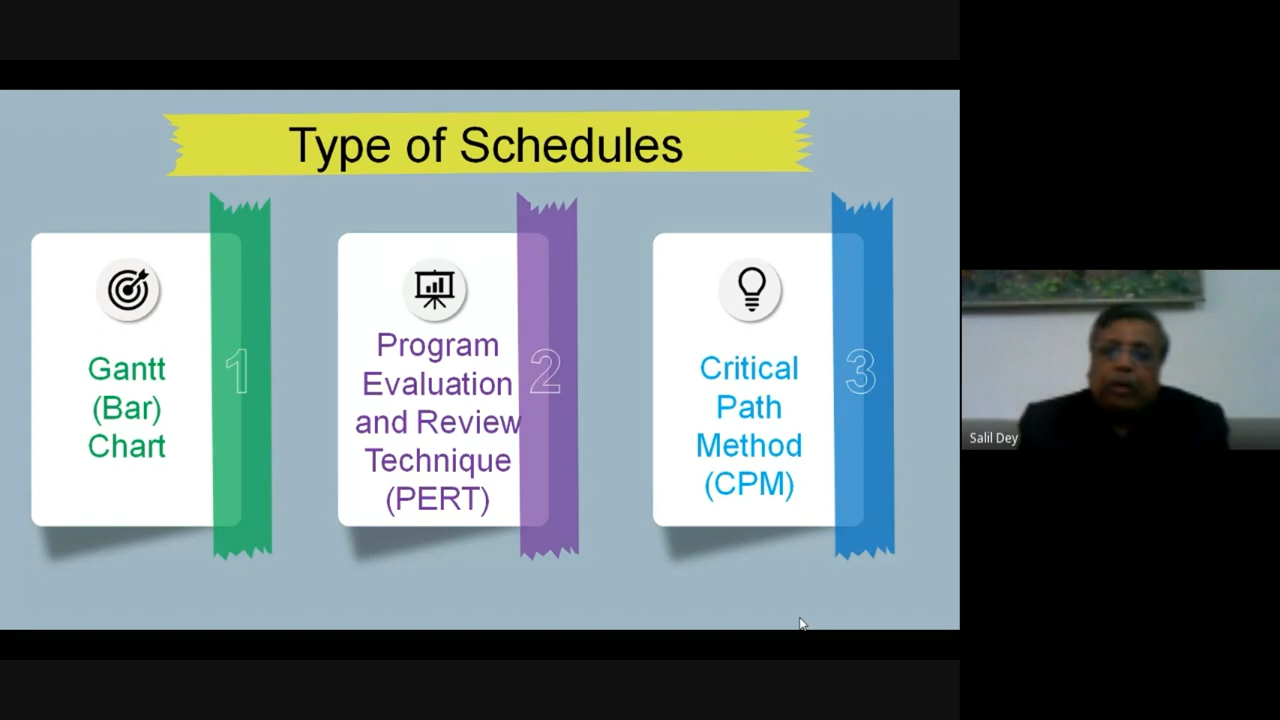 Type of Schedules
Gantt
(Bar)
Chart
1
Program
Evaluation
and Review
Technique
(PERT)
2
Critical
Path
Method
(CPM)
3
Salil Dey